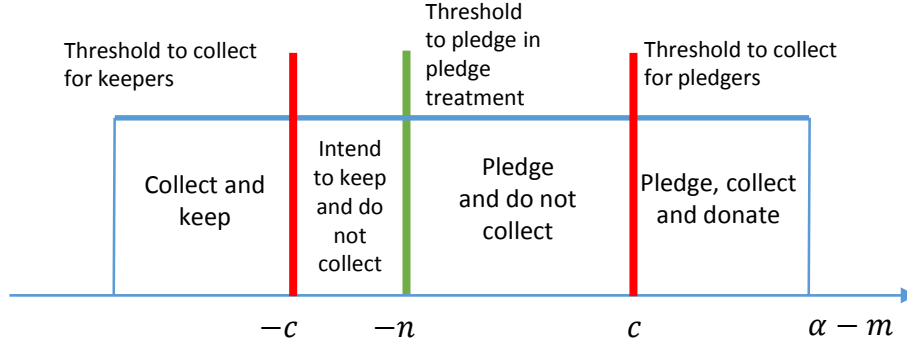 Threshold to collect
for keepers
Threshold
to pledge in
pledge
treatment
Threshold to collect
for pledgers
Collect and
keep
Intend
to keep
and do
not
collect
Pledge
and do not
collect
Pledge, collect
and donate
−c
−n
c
α − m